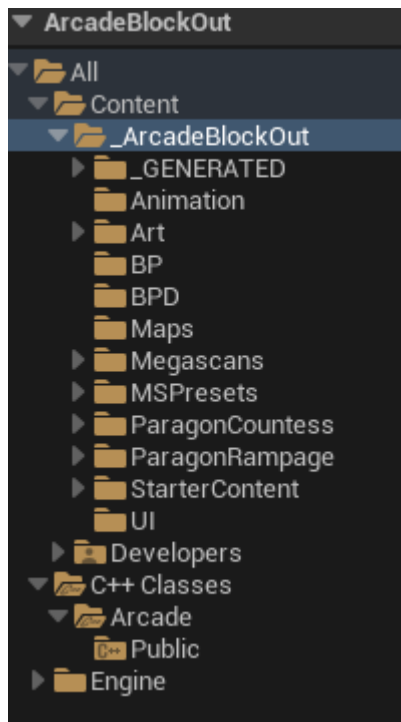 ArcadeBlockOut
All
Content
_ArcadeBlockOut
_GENERATED
Animation
Art
BP
BPD
Maps
Megascans
MSPresets
ParagonCountess
ParagonRampage
StarterContent
UI
Developers
C++ Classes
Arcade
C++ Public
Engine